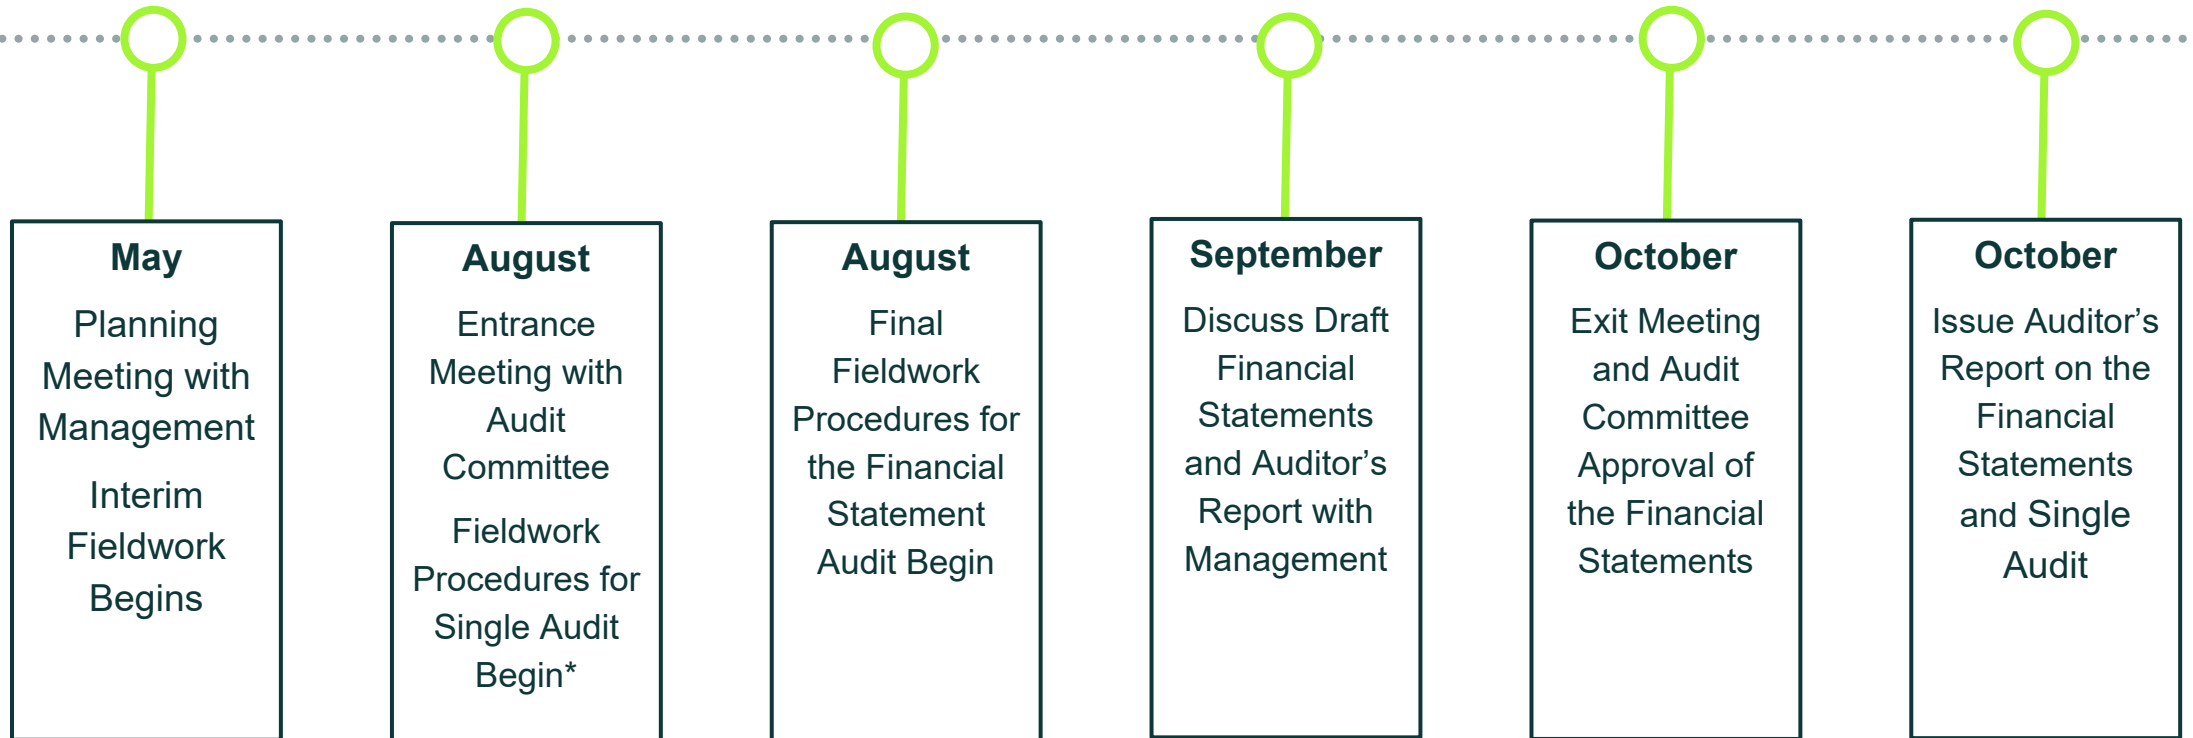 May
Planning
Meeting with
Management
Interim
Fieldwork
Begins
August
Entrance
Meeting with
Audit
Committee
Fieldwork
Procedures for
Single Audit
Begin*
August
Final
Fieldwork
Procedures for
the Financial
Statement
Audit Begin
September
Discuss Draft
Financial
Statements
and Auditor’s
Report with
Management
October
Exit Meeting
and Audit
Committee
Approval of
the Financial
Statements
October
Issue Auditor’s
Report on the
Financial
Statements
and Single
Audit